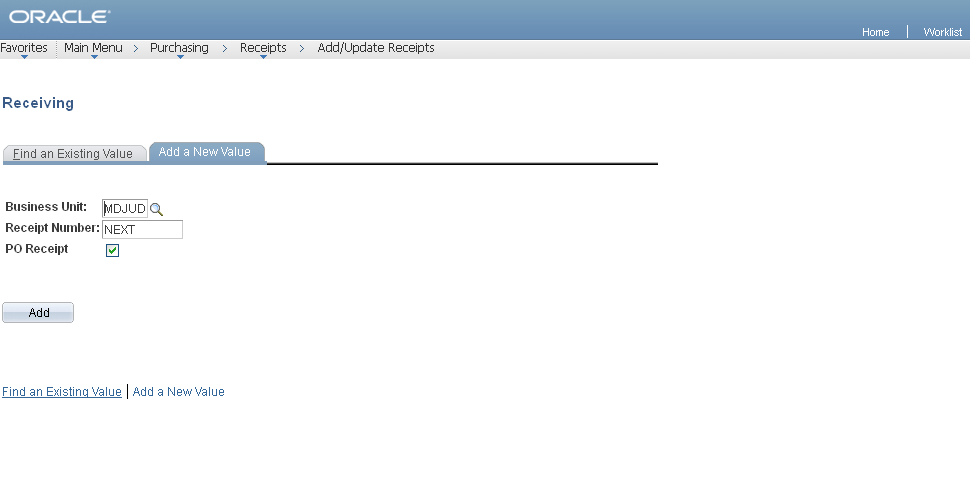 ORACLE
Home Worklist
Favorites Main Menu > Purchasing > Receipts > Add/Update Receipts
Receiving
Find an Existing Value Add a New Value
Business Unit: MDJUD
Receipt Number: NEXT
PO Receipt
Add
Find an Existing Value | Add a New Value